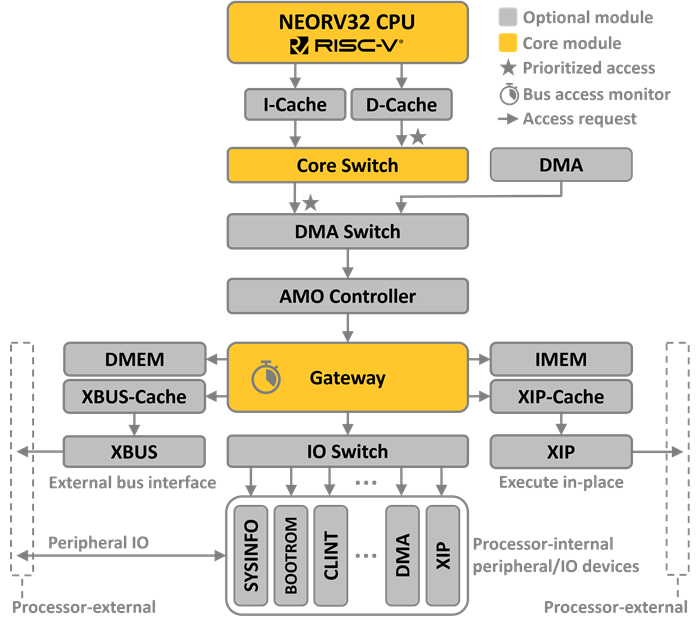 NEORV32 CPU
RISC-V®
Optional module
Core module
Prioritized access
Bus access monitor
Access request
I-Cache
D-Cache
Core Switch
DMA
DMA Switch
AMO Controller
DMEM
Gateway
IMEM
XBUS-Cache
XIP-Cache
XBUS
IO Switch
XIP
External bus interface
Execute in-place
...
SYSINFO
BOOTROM
CLINT
...
DMA
XIP
Peripheral IO
Processor-internal
peripheral/IO devices
Processor-external
Processor-external